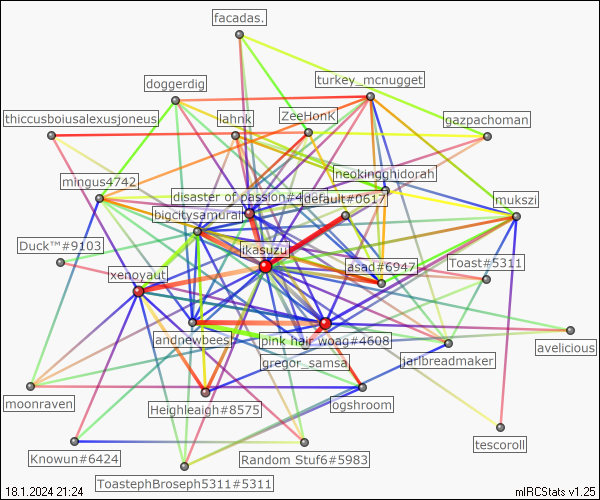 facadas.
doggerdig
turkey_mcnugget
thiccusboiusalexusjoneus
lahnk
ZeeHonK
gazpachoman
neokingghidorah
mingus4742
disaster of passion#4
default#0617
mukszi
bigcitysamurai
Duck™#9103
ikasuzu
asad#6947
Toast#5311
xenoyaut
andnewbees
pink hair woag#4608
avelicious
gregor_samsa
jarlbreadmaker
moonraven
Heighleaigh#8575
ogshroom
tescoroll
Knowun#6424
Random Stuf6#5983
ToastephBroseph5311#5311
18.1.2024 21:24
mIRCStats v1.25